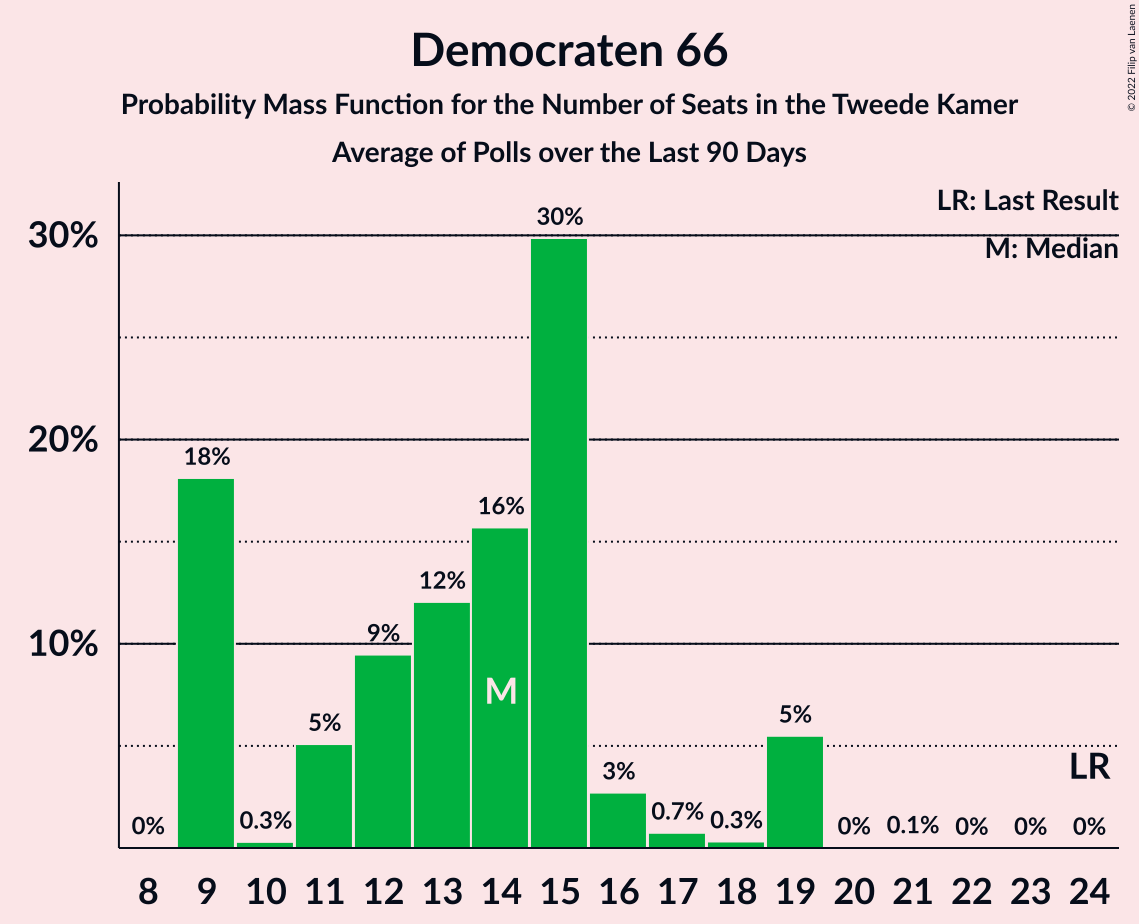 Democraten 66
Probability Mass Function for the Number of Seats in the Tweede Kamer
Average of Polls over the Last 90 Days
© 2022 Filip van Laenen
LR: Last Result
M: Median
30%
20%
10%
0%
18%
0.3%
5%
9%
12%
16%
M
30%
3%
0.7%
0.3%
5%
0%
0.1%
0%
0%
0%
LR
8 9 10 11 12 13 14 15 16 17 18 19 20 21 22 23 24